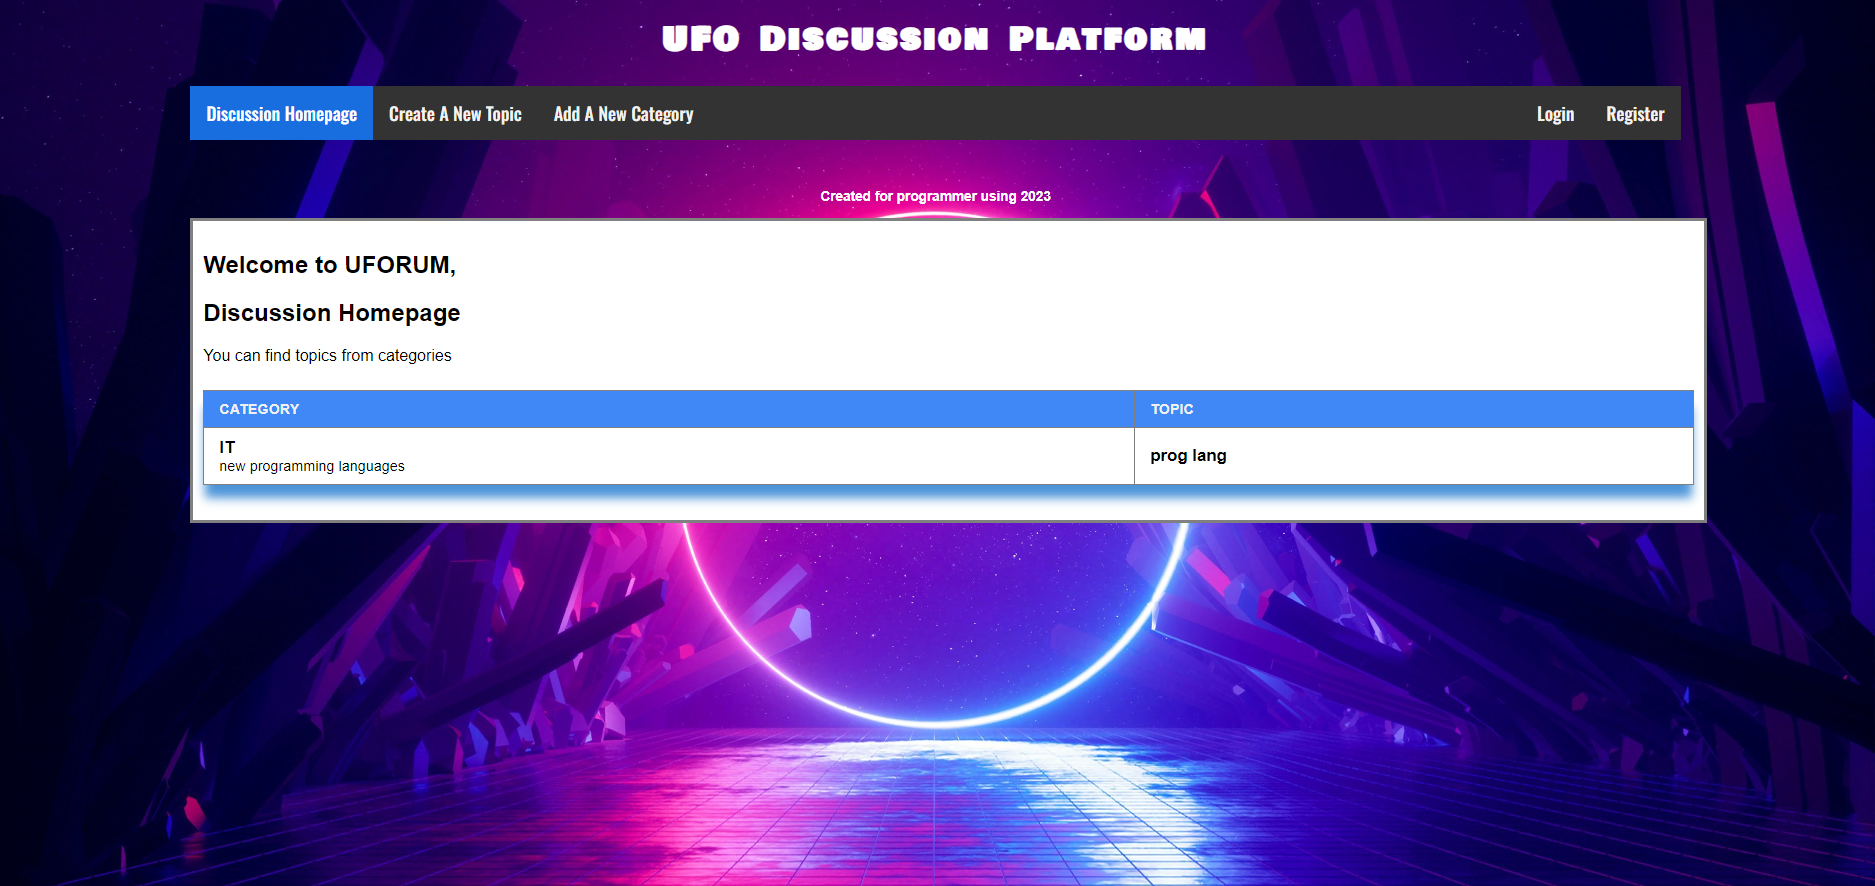 UFO Discussion Platform
Discussion Homepage Create A New Topic Add A New Category Login Register
Created for programmer using 2023
Welcome to UFORUM,
Discussion Homepage
You can find topics from categories
CATEGORY TOPIC
IT
new programming languages
prog lang